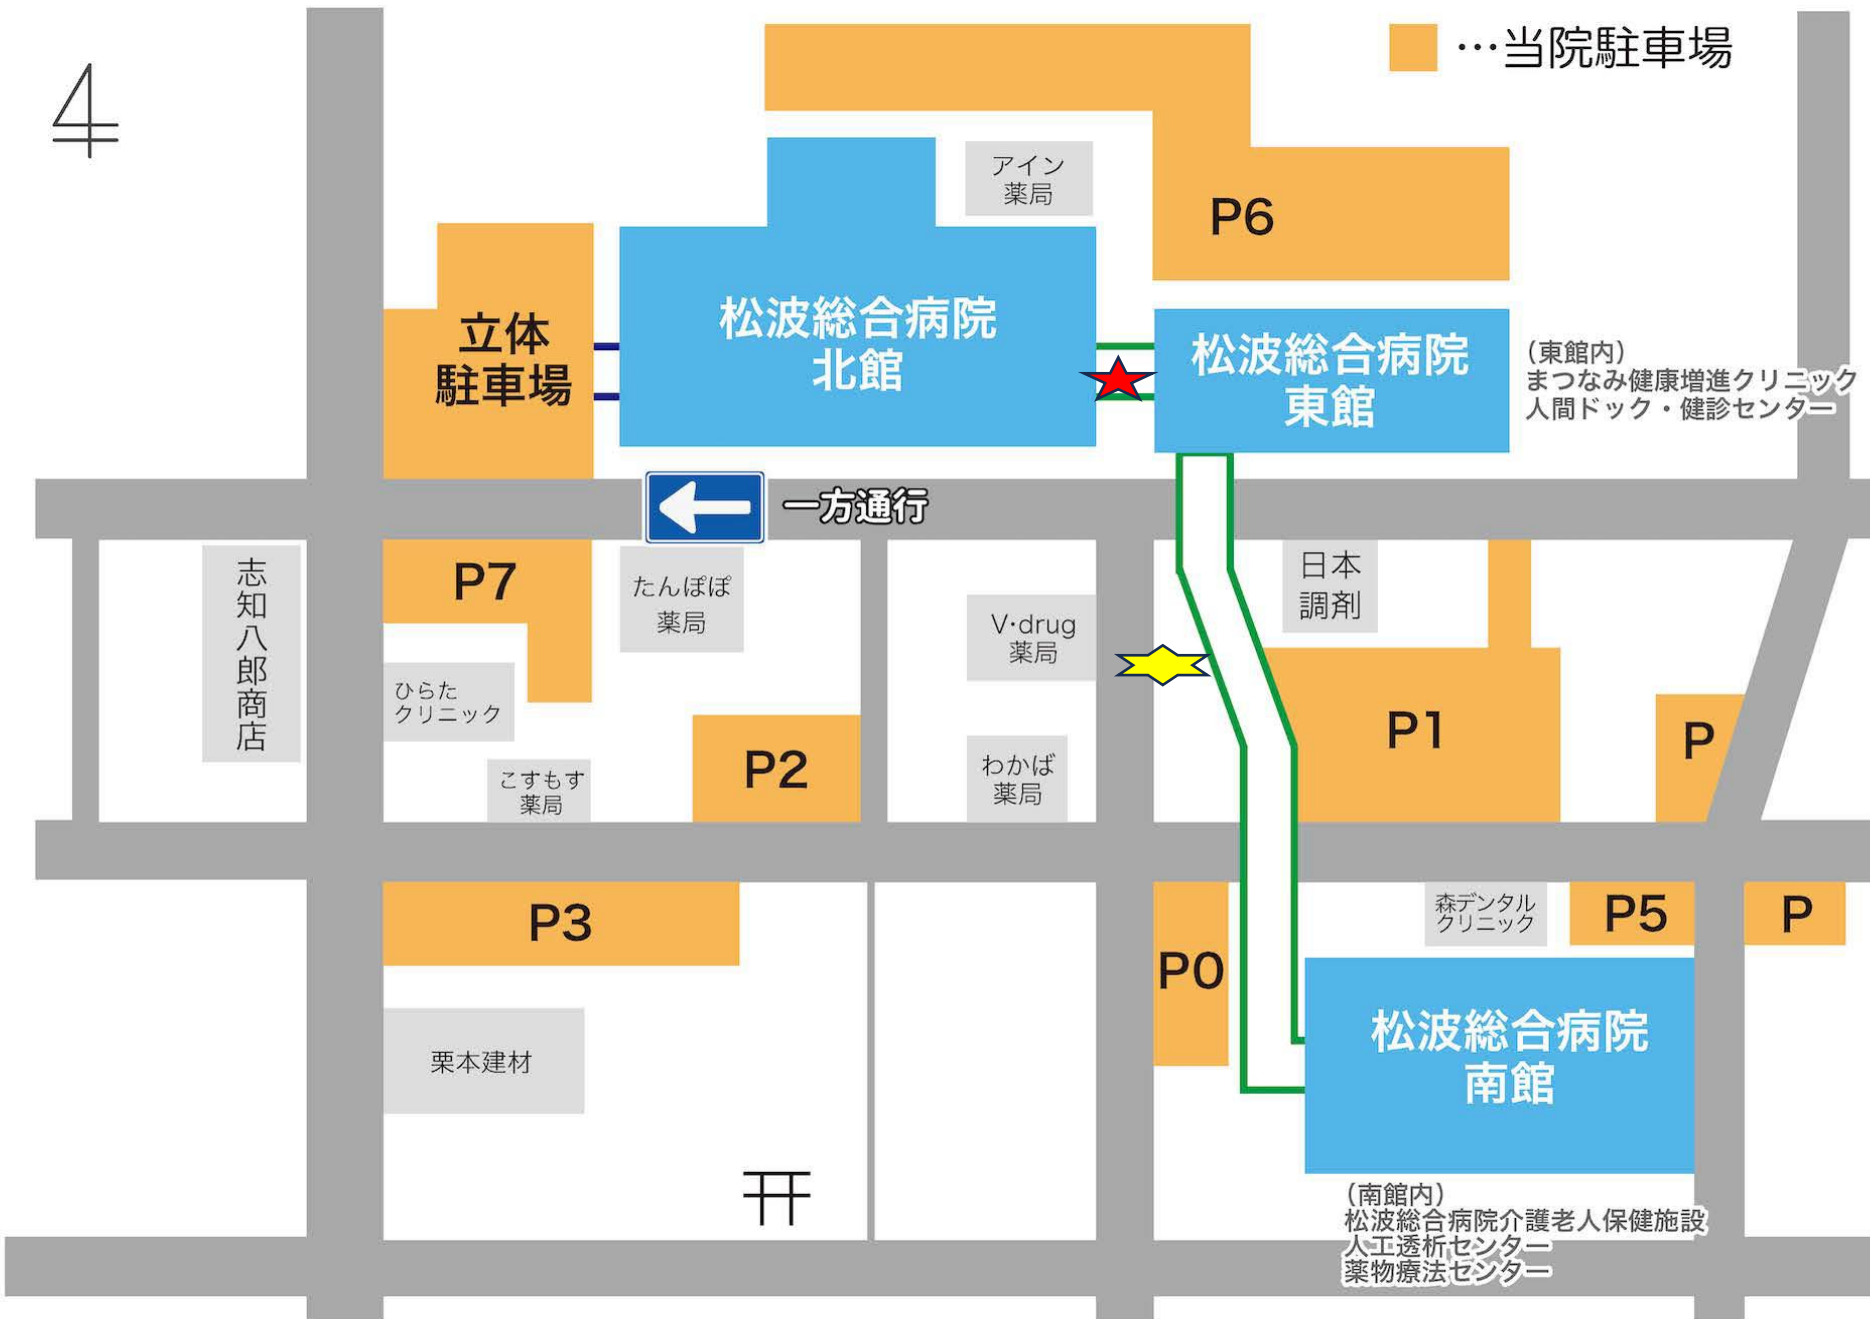 …当院駐車場
アイン
薬局
P6
立体
駐車場
松波総合病院
北館
松波総合病院
東館
(東館内)
まつなみ健康増進クリニック
人間ドック・健診センター
一方通行
志知八郎商店
P7
たんぽぽ
薬局
V・drug
薬局
日本
調剤
ひらた
クリニック
P2
こすもす
薬局
わかば
薬局
P1
P
P3
P0
森デンタル
クリニック
P5
P
栗本建材
松波総合病院
南館
(南館内)
松波総合病院介護老人保健施設
人工透析センター
薬物療法センター